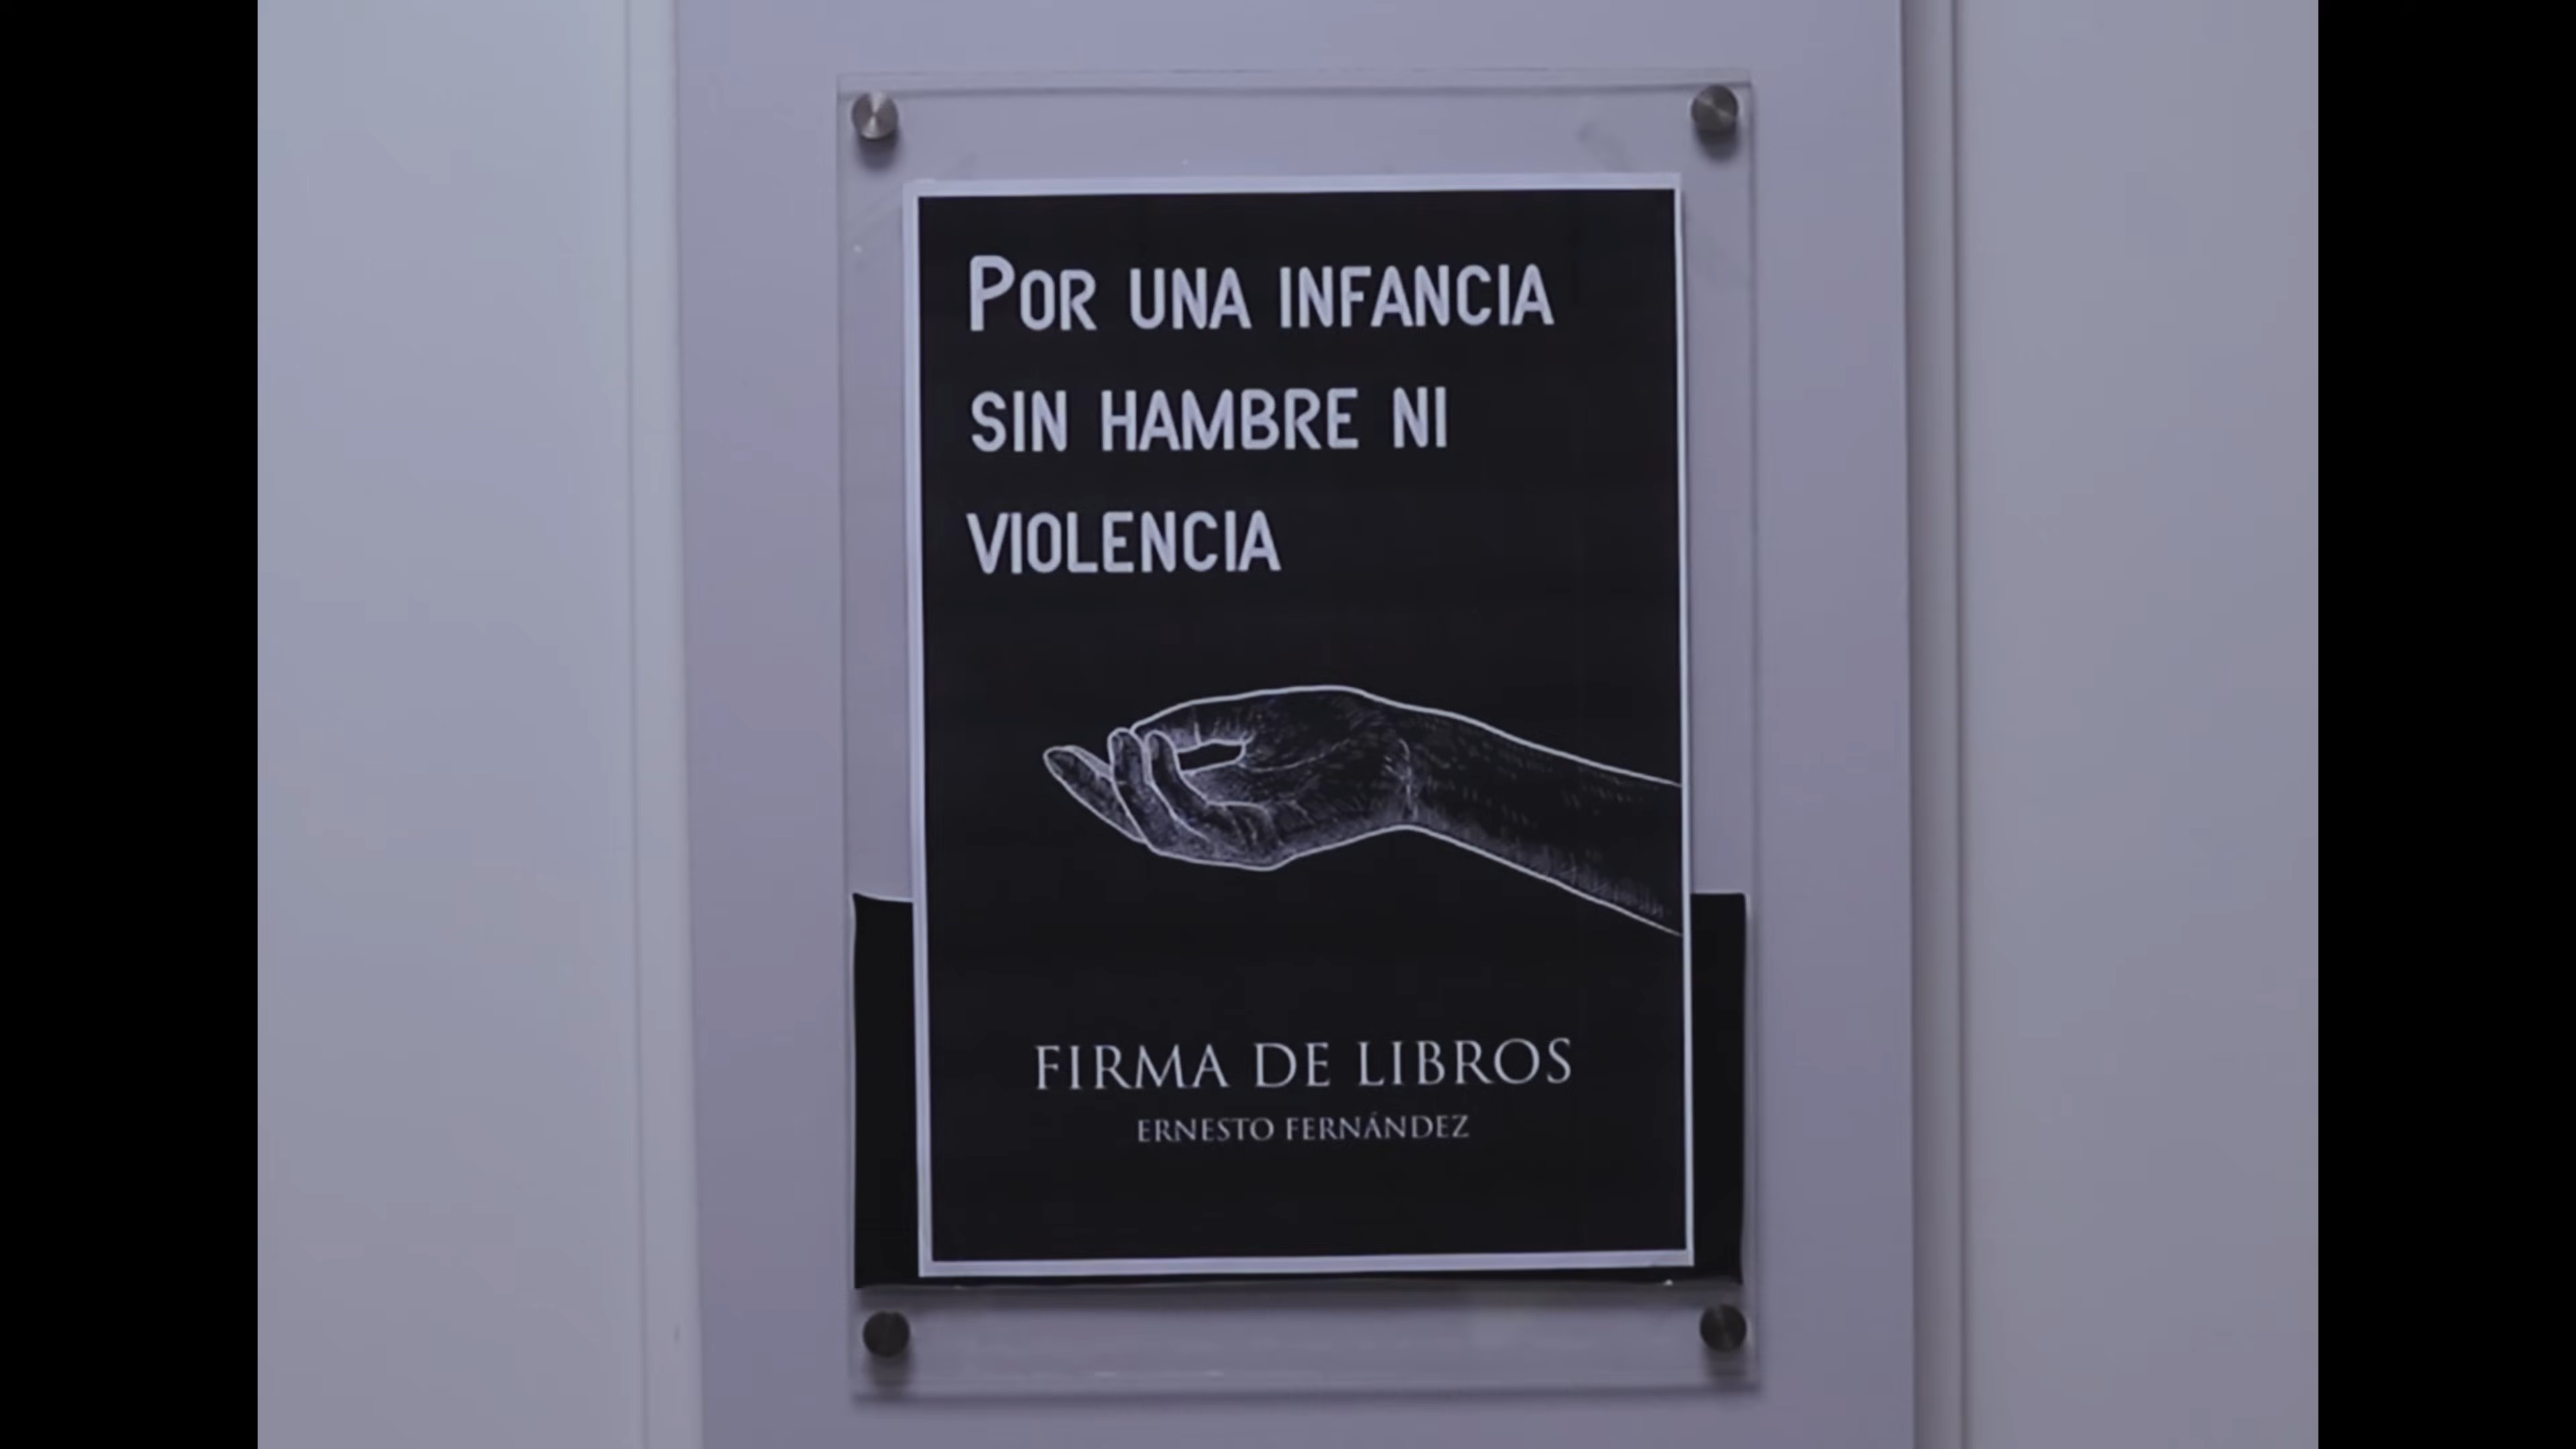 POR UNA INFANCIA
SIN HAMBRE NI
VIOLENCIA
FIRMA DE LIBROS
ERNESTO FERNÁNDEZ